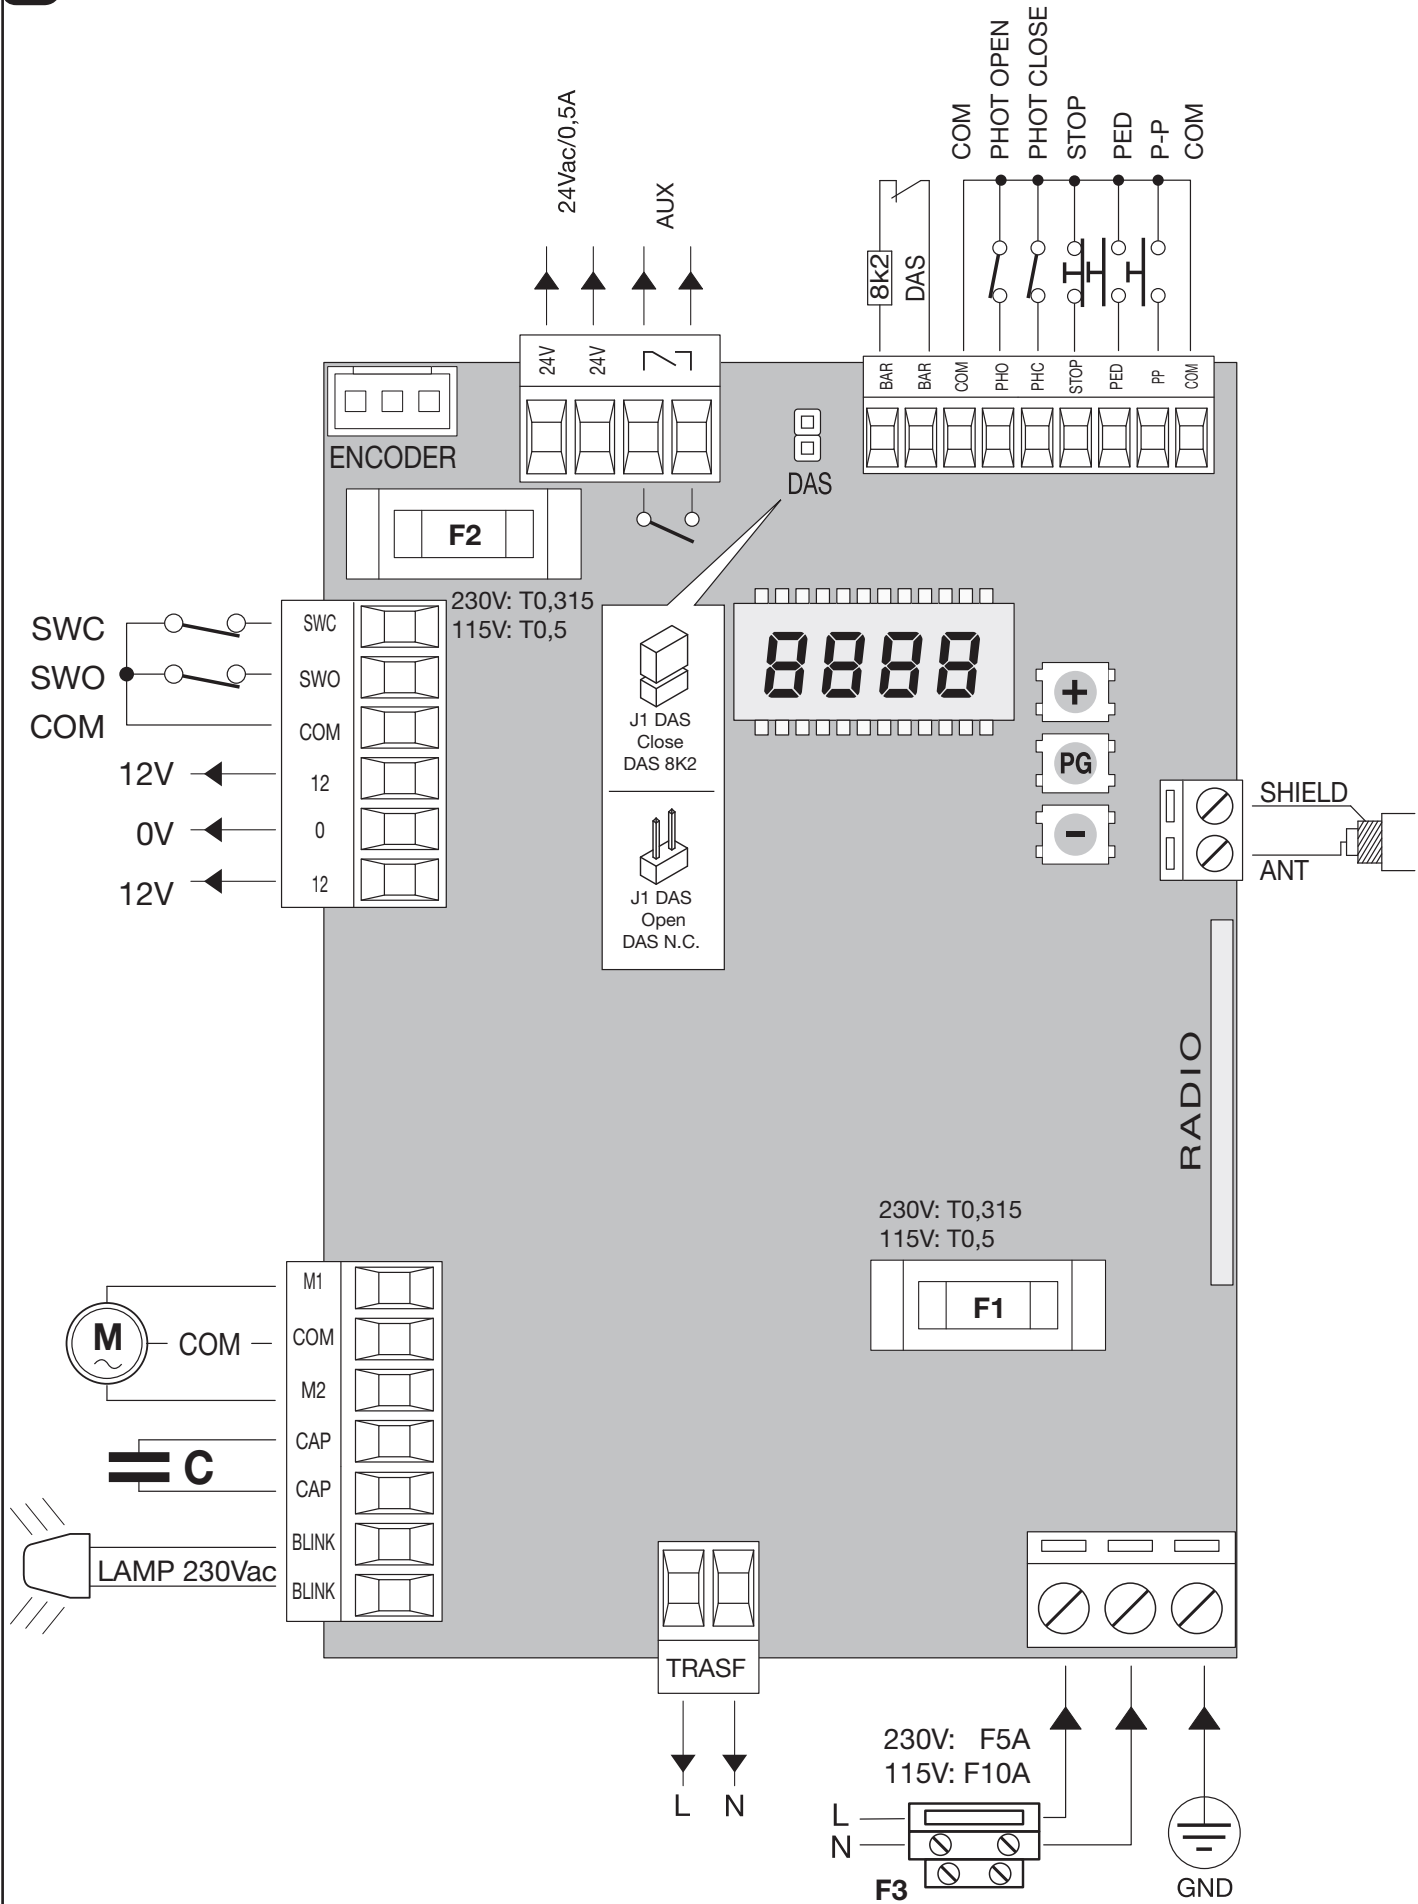 24Vac/0,5A
AUX
COM
PHOT OPEN
PHOT CLOSE
STOP
PED
P-P
COM
8k2
DAS
24V
24V
BAR
BAR
COM
PHO
PHC
STOP
PED
PP
COM
ENCODER
DAS
F2
230V: T0,315
115V: T0,5
SWC
SWO
COM
12V
0V
12V
SWC
SWO
COM
12
0
12
J1 DAS
Close
DAS 8K2
J1 DAS
Open
DAS N.C.
8888
+
PG
-
SHIELD
ANT
RADIO
230V: T0,315
115V: T0,5
F1
M
COM
C
LAMP 230Vac
M1
COM
M2
CAP
CAP
BLINK
BLINK
TRASF
L N
230V: F5A
115V: F10A
L
N
F3
GND